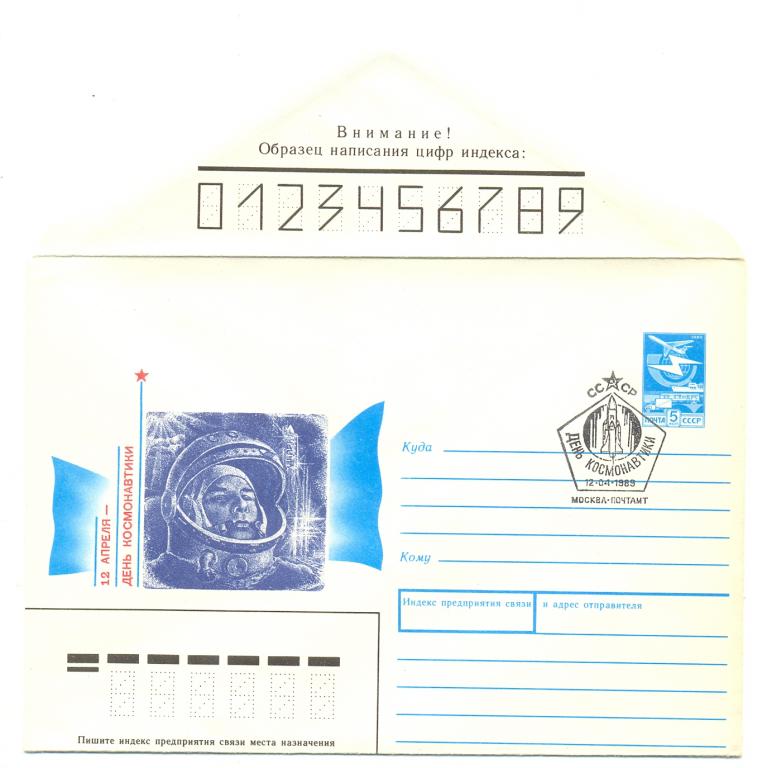 Внимание!
Образец написания цифр индекса:
0123456789
ПОЧТА 5 СССР
СССР
ДЕНЬ КОСМОНАВТИКИ
12-04-1989
МОСКВА-ПОЧТАМТ
12 АПРЕЛЯ —
ДЕНЬ КОСМОНАВТИКИ
Куда
Кому
Индекс предприятия связи и адрес отправителя
Пишите индекс предприятия связи места назначения